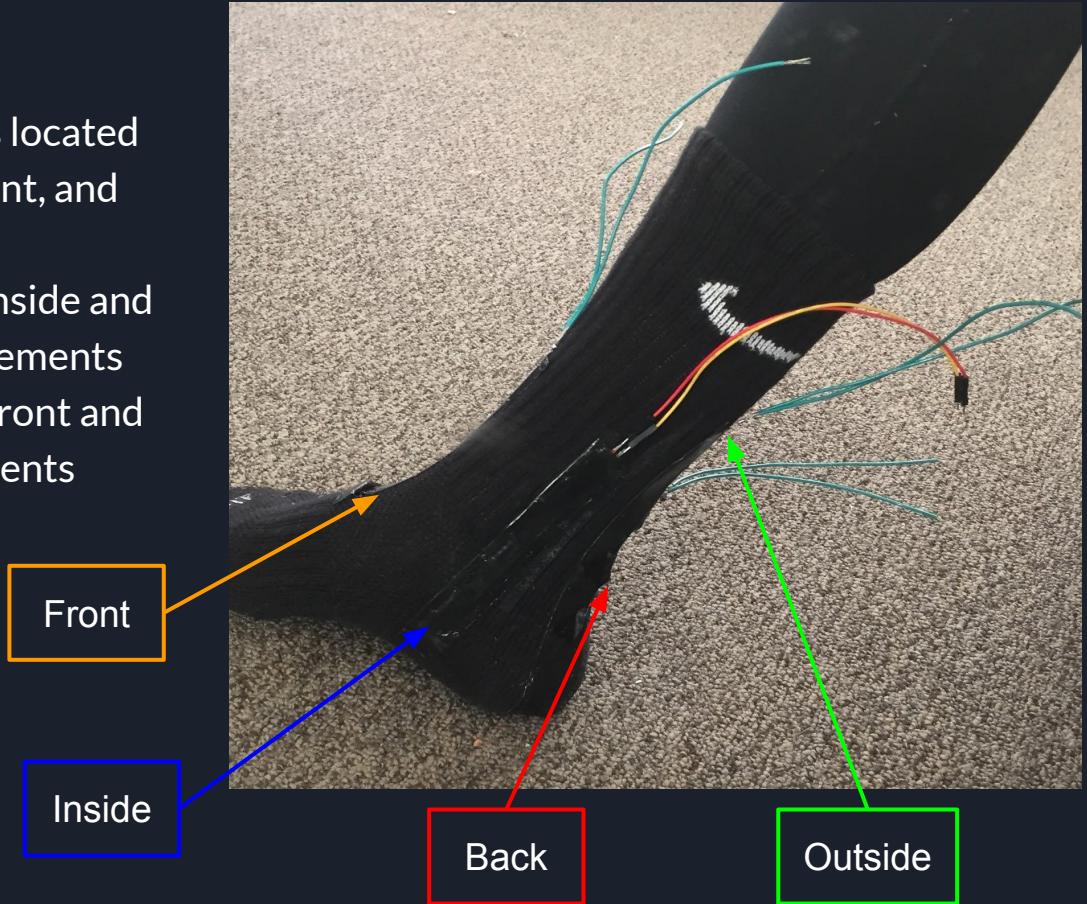 located
nt, and
nside and
ements
ront and
ents
Front
Inside
Back
Outside